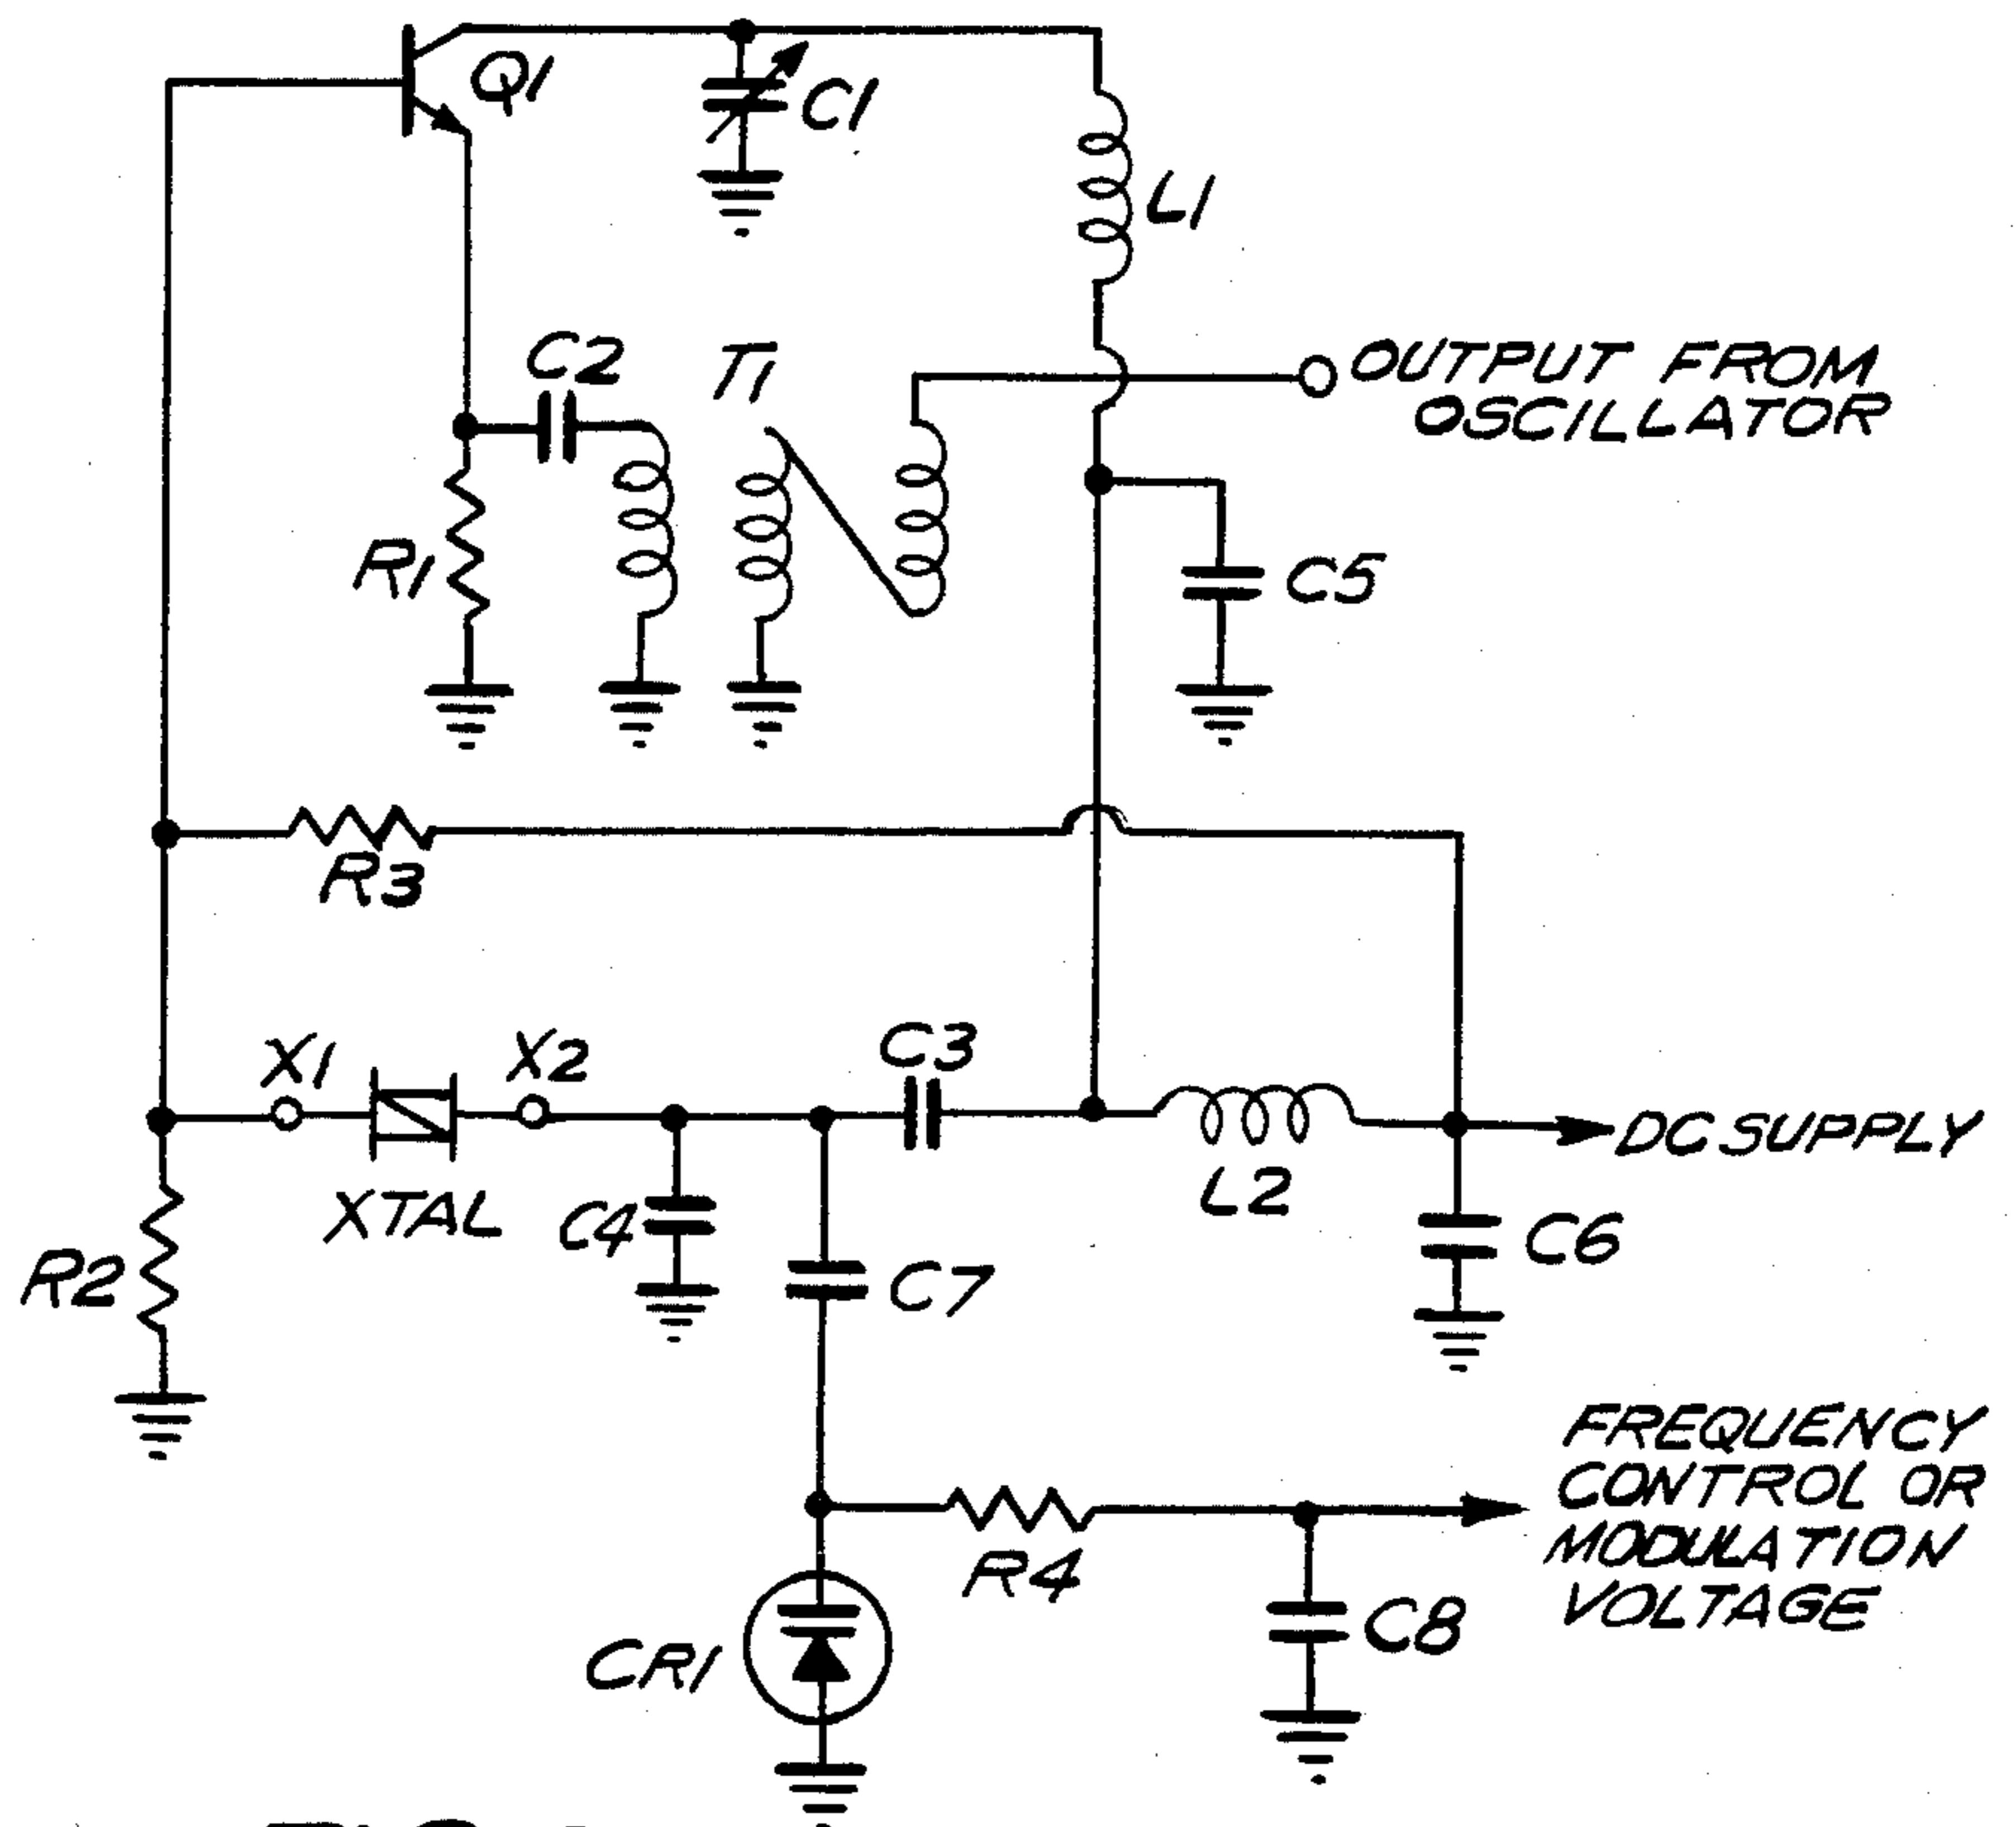 Q1
C1
L1
C2
T1
OUTPUT FROM
OSCILLATOR
R1
C5
R3
X1
X2
C3
XTAL
C4
L2
DC SUPPLY
R2
C7
C6
FREQUENCY
CONTROL OR
MODULATION
VOLTAGE
R4
C8
CR1